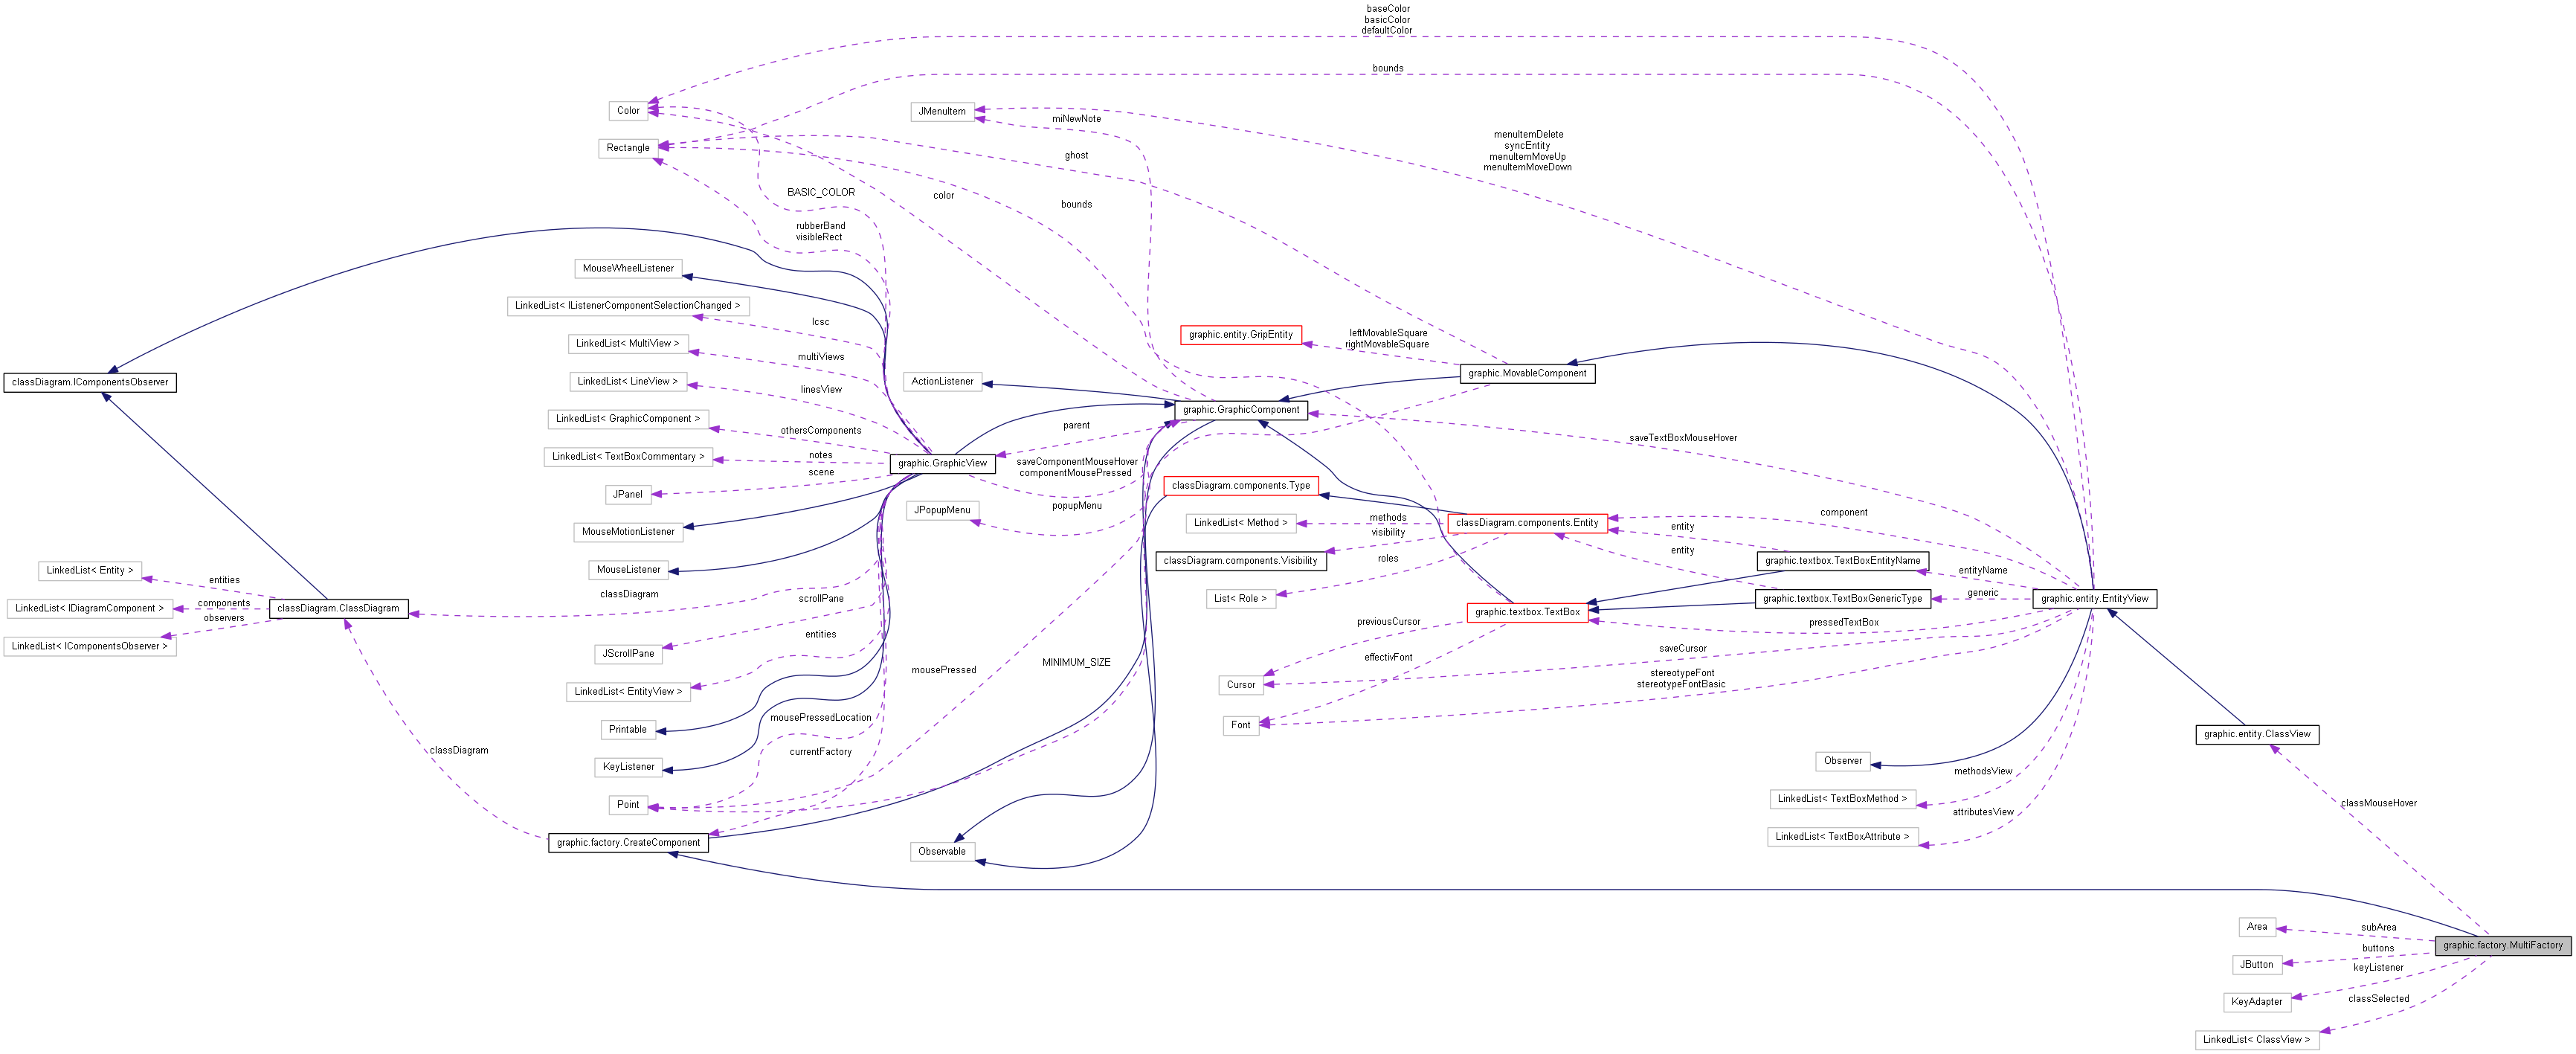 baseColor
basicColor
defaultColor
bounds
Color
JMenuItem
miNewNote
Rectangle
menuItemDelete
syncEntity
menuItemMoveUp
menuItemMoveDown
ghost
BASIC_COLOR
color
bounds
rubberBand
visibleRect
MouseWheelListener
LinkedList< IListenerComponentSelectionChanged >
lcsc
graphic.entity.GripEntity
leftMovableSquare
rightMovableSquare
LinkedList< MultiView >
multiViews
graphic.MovableComponent
classDiagram.IComponentsObserver
LinkedList< LineView >
linesView
ActionListener
graphic.GraphicComponent
LinkedList< GraphicComponent >
othersComponents
parent
saveTextBoxMouseHover
LinkedList< TextBoxCommentary >
notes
graphic.GraphicView
saveComponentMouseHover
componentMousePressed
scene
JPanel
classDiagram.components.Type
JPopupMenu
popupMenu
component
LinkedList< Method >
methods
classDiagram.components.Entity
entity
MouseMotionListener
visibility
entity
classDiagram.components.Visibility
graphic.textbox.TextBoxEntityName
roles
MouseListener
entityName
LinkedList< Entity >
entities
classDiagram
scrollPane
List< Role >
graphic.textbox.TextBoxGenericType
generic
graphic.entity.EntityView
LinkedList< IDiagramComponent >
components
classDiagram.ClassDiagram
graphic.textbox.TextBox
observers
previousCursor
pressedTextBox
LinkedList< IComponentsObserver >
JScrollPane
entities
effectivFont
saveCursor
mousePressed
MINIMUM_SIZE
LinkedList< EntityView >
Cursor
stereotypeFont
stereotypeFontBasic
Printable
mousePressedLocation
Font
graphic.entity.ClassView
classDiagram
currentFactory
KeyListener
Observer
methodsView
Point
LinkedList< TextBoxMethod >
classMouseHover
attributesView
graphic.factory.CreateComponent
Observable
LinkedList< TextBoxAttribute >
Area
subArea
graphic.factory.MultiFactory
buttons
JButton
keyListener
KeyAdapter
classSelected
LinkedList< ClassView >